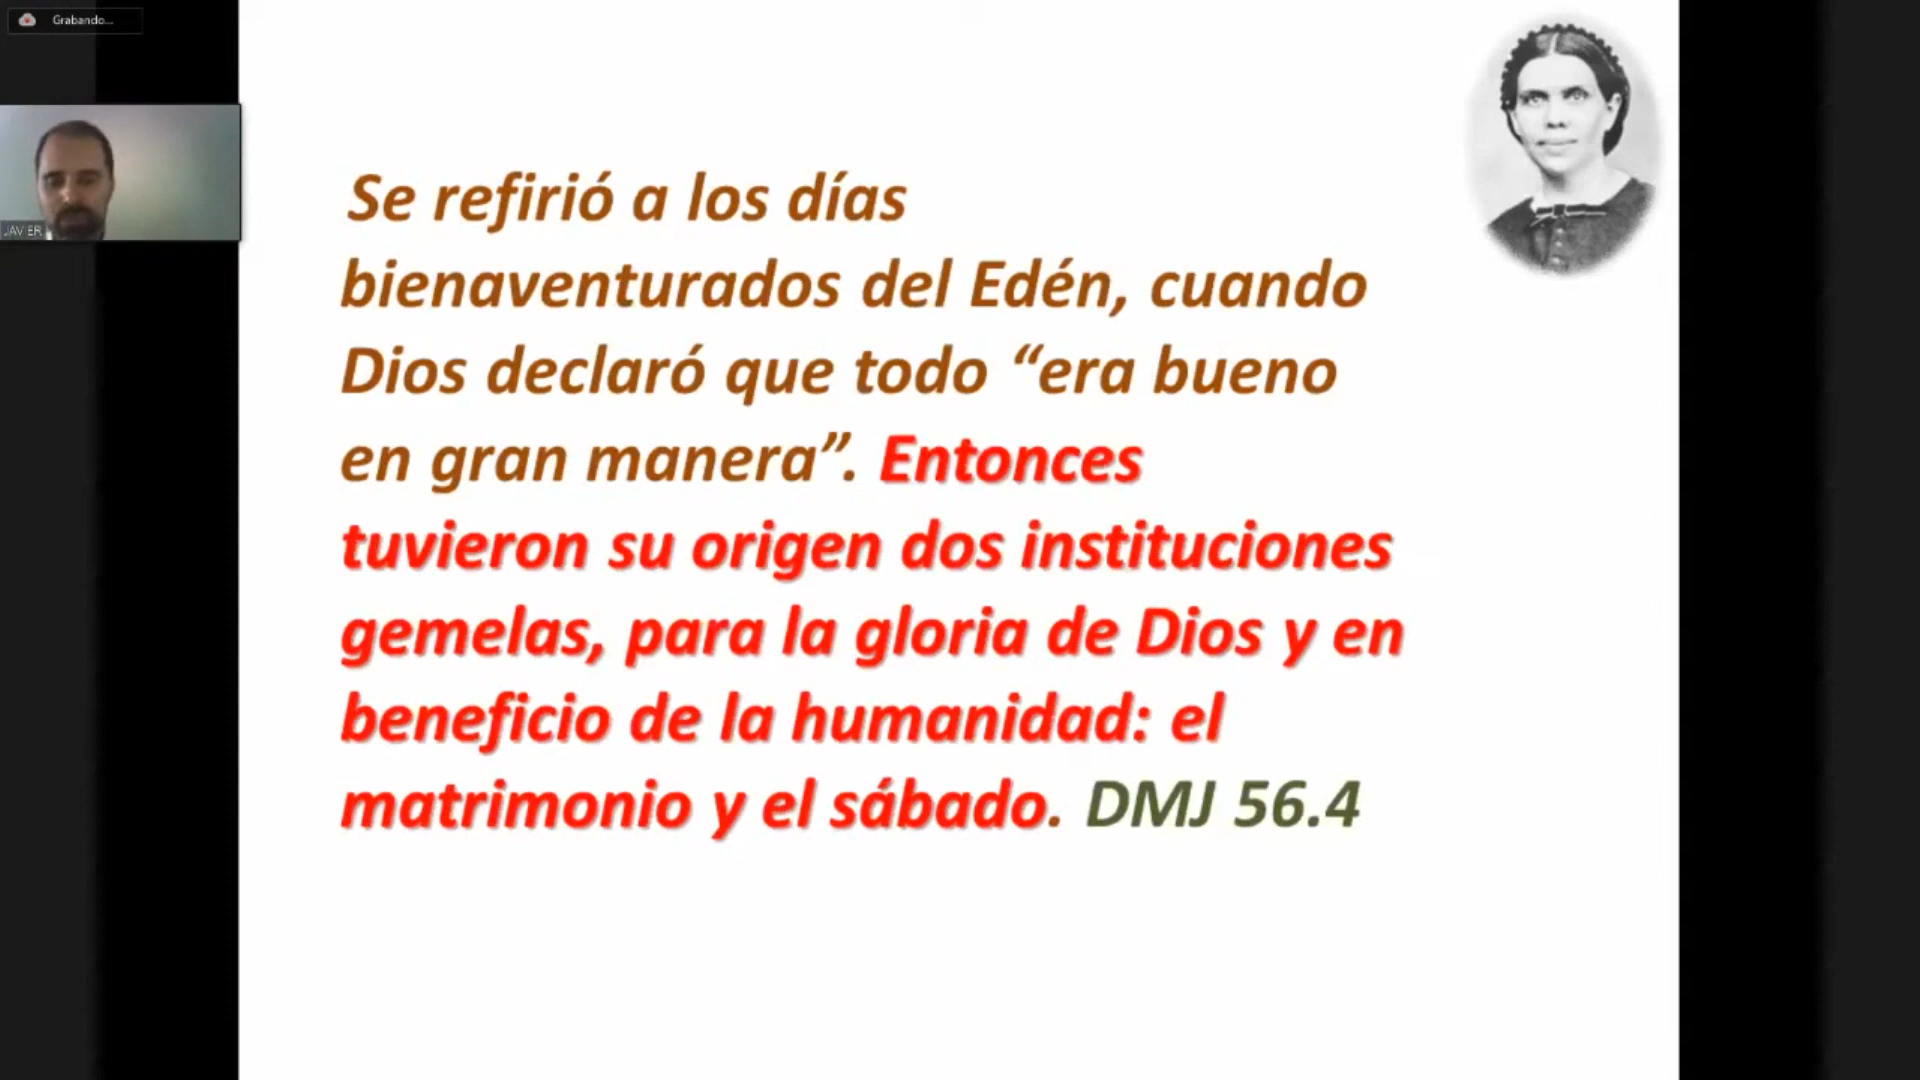 Grabando...
JAVIER
Se refirió a los días
bienaventurados del Edén, cuando
Dios declaró que todo “era bueno
en gran manera”. Entonces
tuvieron su origen dos instituciones
gemelas, para la gloria de Dios y en
beneficio de la humanidad: el
matrimonio y el sábado. DMJ 56.4